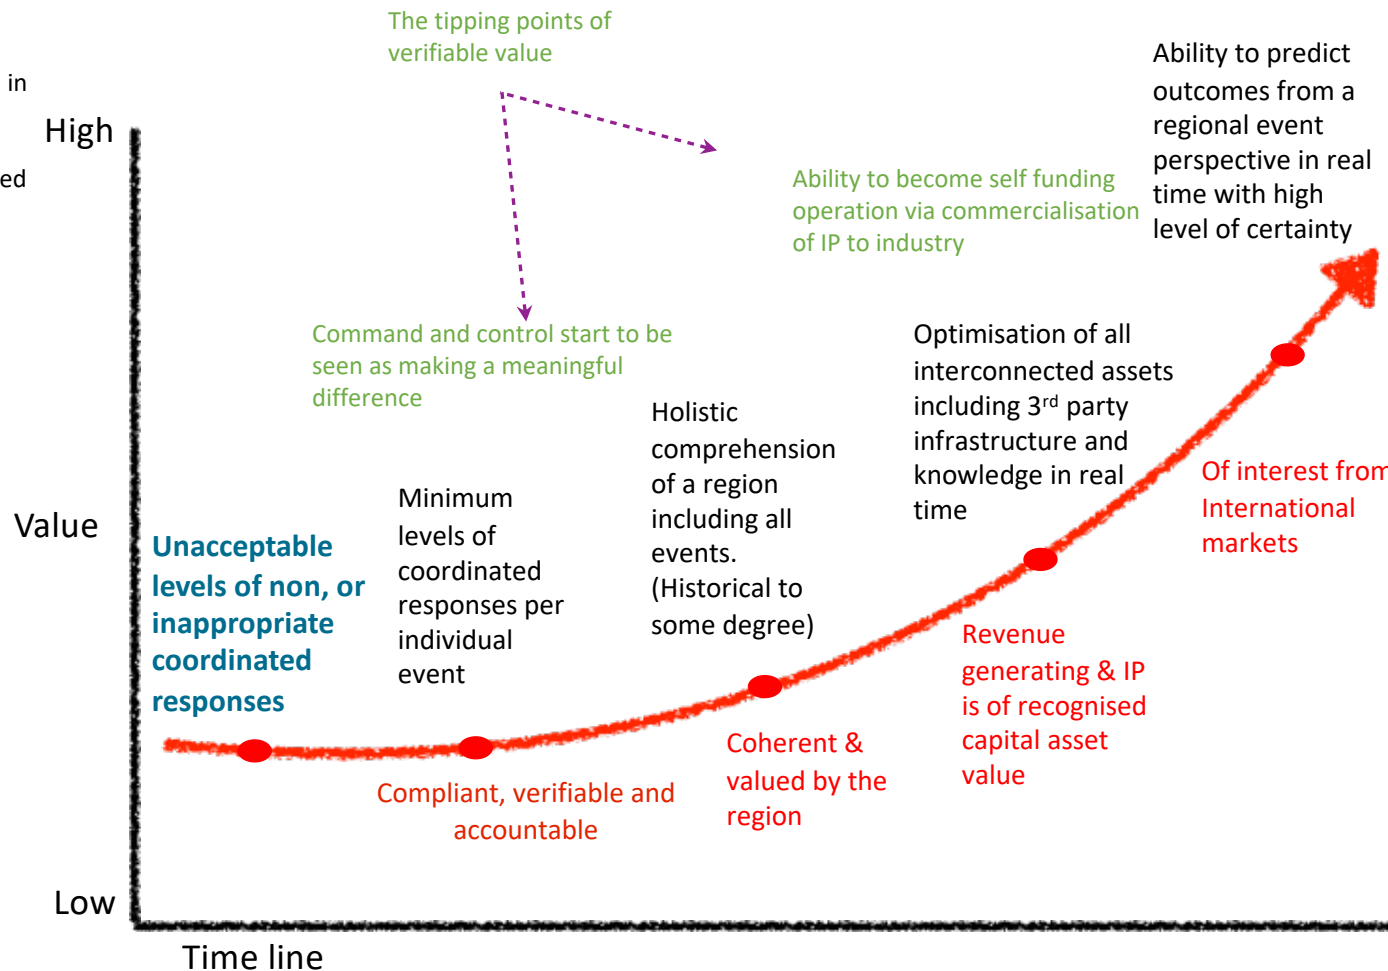 The tipping points of
verifiable value
in
High
ed
Ability to predict
outcomes from a
regional event
perspective in real
time with high
level of certainty
Ability to become self funding
operation via commercialisation
of IP to industry
Command and control start to be
seen as making a meaningful
difference
Optimisation of all
interconnected assets
including 3rd party
infrastructure and
knowledge in real
time
Holistic
comprehension
of a region
including all
events.
(Historical to
some degree)
Minimum
levels of
coordinated
responses per
individual
event
Value
Unacceptable
levels of non, or
inappropriate
coordinated
responses
Of interest from
International
markets
Revenue
generating & IP
is of recognised
capital asset
value
Coherent &
valued by the
region
Compliant, verifiable and
accountable
Low
Time line